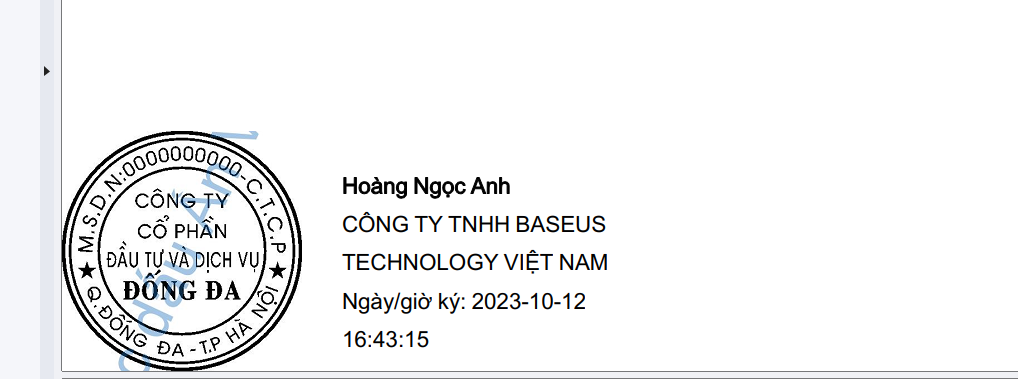 M.S.D.N:0000000000-C.T.C.P
CÔNG TY
CỔ PHẦN
ĐẦU TƯ VÀ DỊCH VỤ
ĐỐNG ĐA
★ Q.ĐỐNG ĐA - T.P HÀ NỘI ★
dấu
Hoàng Ngọc Anh
CÔNG TY TNHH BASEUS
TECHNOLOGY VIỆT NAM
Ngày/giờ ký: 2023-10-12
16:43:15